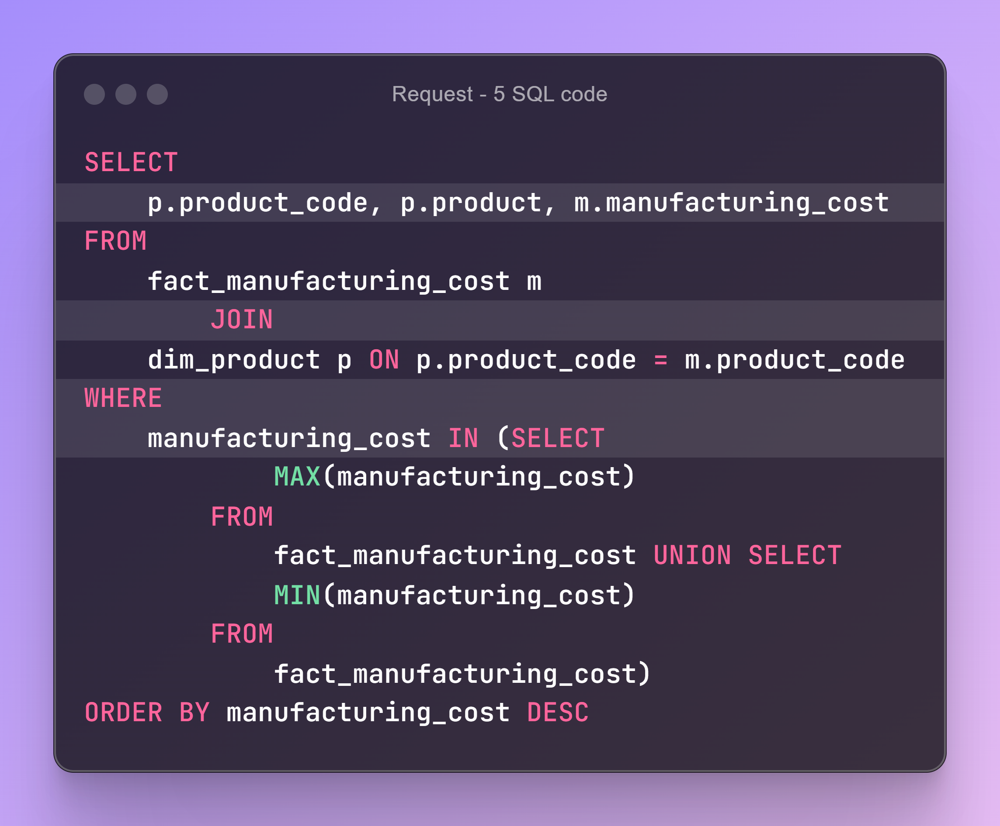 Request - 5 SQL code
SELECT
    p.product_code, p.product, m.manufacturing_cost
FROM
    fact_manufacturing_cost m
        JOIN
    dim_product p ON p.product_code = m.product_code
WHERE
    manufacturing_cost IN (SELECT
            MAX(manufacturing_cost)
        FROM
            fact_manufacturing_cost UNION SELECT
            MIN(manufacturing_cost)
        FROM
            fact_manufacturing_cost)
ORDER BY manufacturing_cost DESC